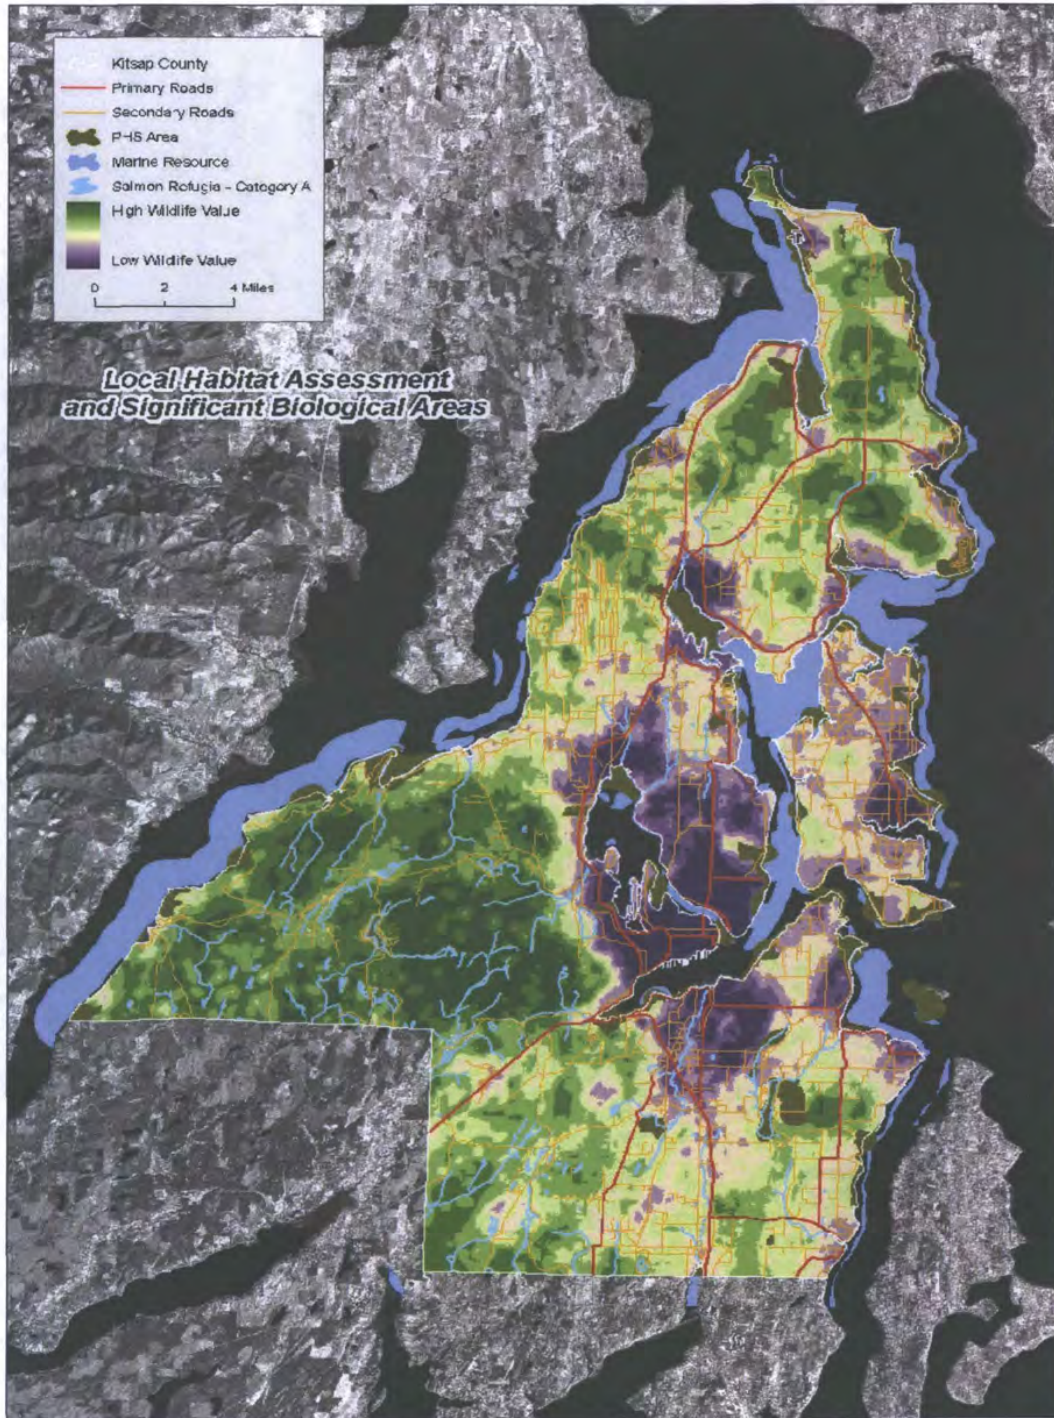 Kitsap County
Primary Roads
Secondary Roads
PHS Area
Marine Resource
Salmon Refugia - Category A
High Wildlife Value
Low Wildlife Value
0 2 4 Miles
Local Habitat Assessment
and Significant Biological Areas